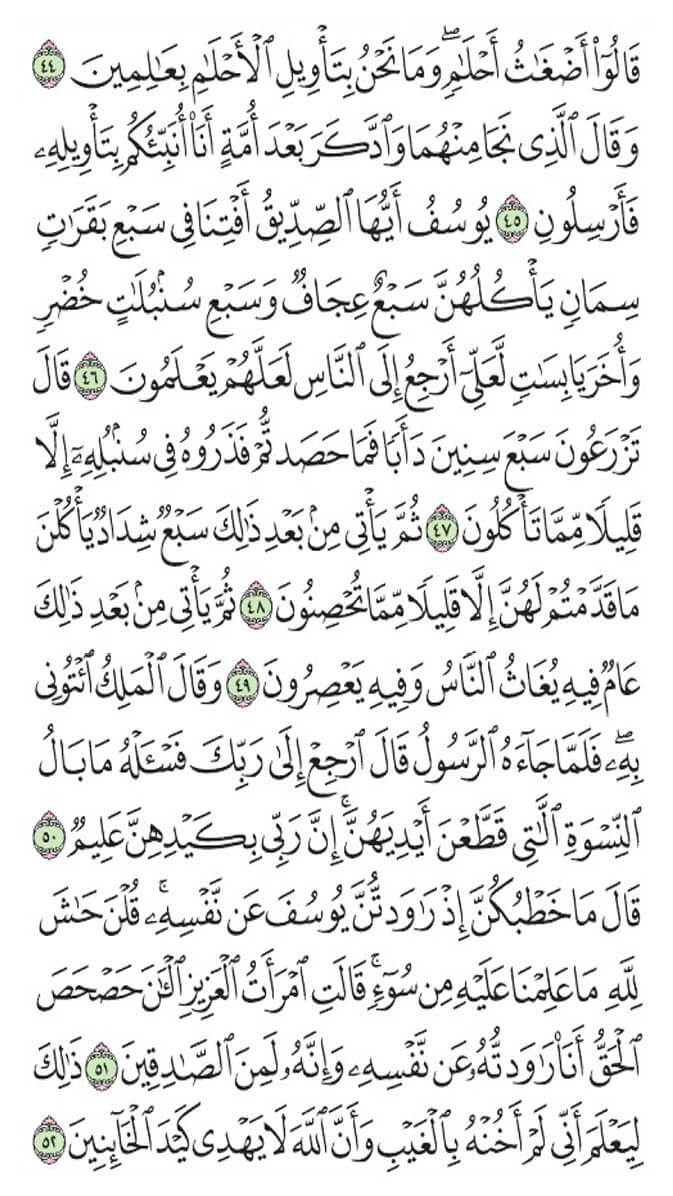 قَالُوٓاْ أَضۡغَٰثُ أَحۡلَٰمٖۖ وَمَا نَحۡنُ بِتَأۡوِيلِ ٱلۡأَحۡلَٰمِ بِعَٰلِمِينَ ٤٤
وَقَالَ ٱلَّذِي نَجَا مِنۡهُمَا وَٱدَّكَرَ بَعۡدَ أُمَّةٍ أَنَا۠ أُنَبِّئُكُم بِتَأۡوِيلِهِۦ
فَأَرۡسِلُونِ ٤٥ يُوسُفُ أَيُّهَا ٱلصِّدِّيقُ أَفۡتِنَا فِي سَبۡعِ بَقَرَٰتٖ
سِمَانٖ يَأۡكُلُهُنَّ سَبۡعٌ عِجَافٞ وَسَبۡعِ سُنۢبُلَٰتٍ خُضۡرٖ
وَأُخَرَ يَابِسَٰتٖ لَّعَلِّيٓ أَرۡجِعُ إِلَى ٱلنَّاسِ لَعَلَّهُمۡ يَعۡلَمُونَ ٤٦ قَالَ
تَزۡرَعُونَ سَبۡعَ سِنِينَ دَأَبٗا فَمَا حَصَدتُّمۡ فَذَرُوهُ فِي سُنۢبُلِهِۦٓ إِلَّا
قَلِيلٗا مِّمَّا تَأۡكُلُونَ ٤٧ ثُمَّ يَأۡتِي مِنۢ بَعۡدِ ذَٰلِكَ سَبۡعٞ شِدَادٞ يَأۡكُلۡنَ
مَا قَدَّمۡتُمۡ لَهُنَّ إِلَّا قَلِيلٗا مِّمَّا تُحۡصِنُونَ ٤٨ ثُمَّ يَأۡتِي مِنۢ بَعۡدِ ذَٰلِكَ
عَامٞ فِيهِ يُغَاثُ ٱلنَّاسُ وَفِيهِ يَعۡصِرُونَ ٤٩ وَقَالَ ٱلۡمَلِكُ ٱئۡتُونِي
بِهِۦۖ فَلَمَّا جَآءَهُ ٱلرَّسُولُ قَالَ ٱرۡجِعۡ إِلَىٰ رَبِّكَ فَسۡـَٔلۡهُ مَا بَالُ
ٱلنِّسۡوَةِ ٱلَّٰتِي قَطَّعۡنَ أَيۡدِيَهُنَّۚ إِنَّ رَبِّي بِكَيۡدِهِنَّ عَلِيمٞ ٥٠
قَالَ مَا خَطۡبُكُنَّ إِذۡ رَٰوَدتُّنَّ يُوسُفَ عَن نَّفۡسِهِۦۚ قُلۡنَ حَٰشَ
لِلَّهِ مَا عَلِمۡنَا عَلَيۡهِ مِن سُوٓءٖۚ قَالَتِ ٱمۡرَأَتُ ٱلۡعَزِيزِ ٱلۡـَٰٔنَ حَصۡحَصَ
ٱلۡحَقُّ أَنَا۠ رَٰوَدتُّهُۥ عَن نَّفۡسِهِۦ وَإِنَّهُۥ لَمِنَ ٱلصَّٰدِقِينَ ٥١ ذَٰلِكَ
لِيَعۡلَمَ أَنِّي لَمۡ أَخُنۡهُ بِٱلۡغَيۡبِ وَأَنَّ ٱللَّهَ لَا يَهۡدِي كَيۡدَ ٱلۡخَآئِنِينَ ٥٢